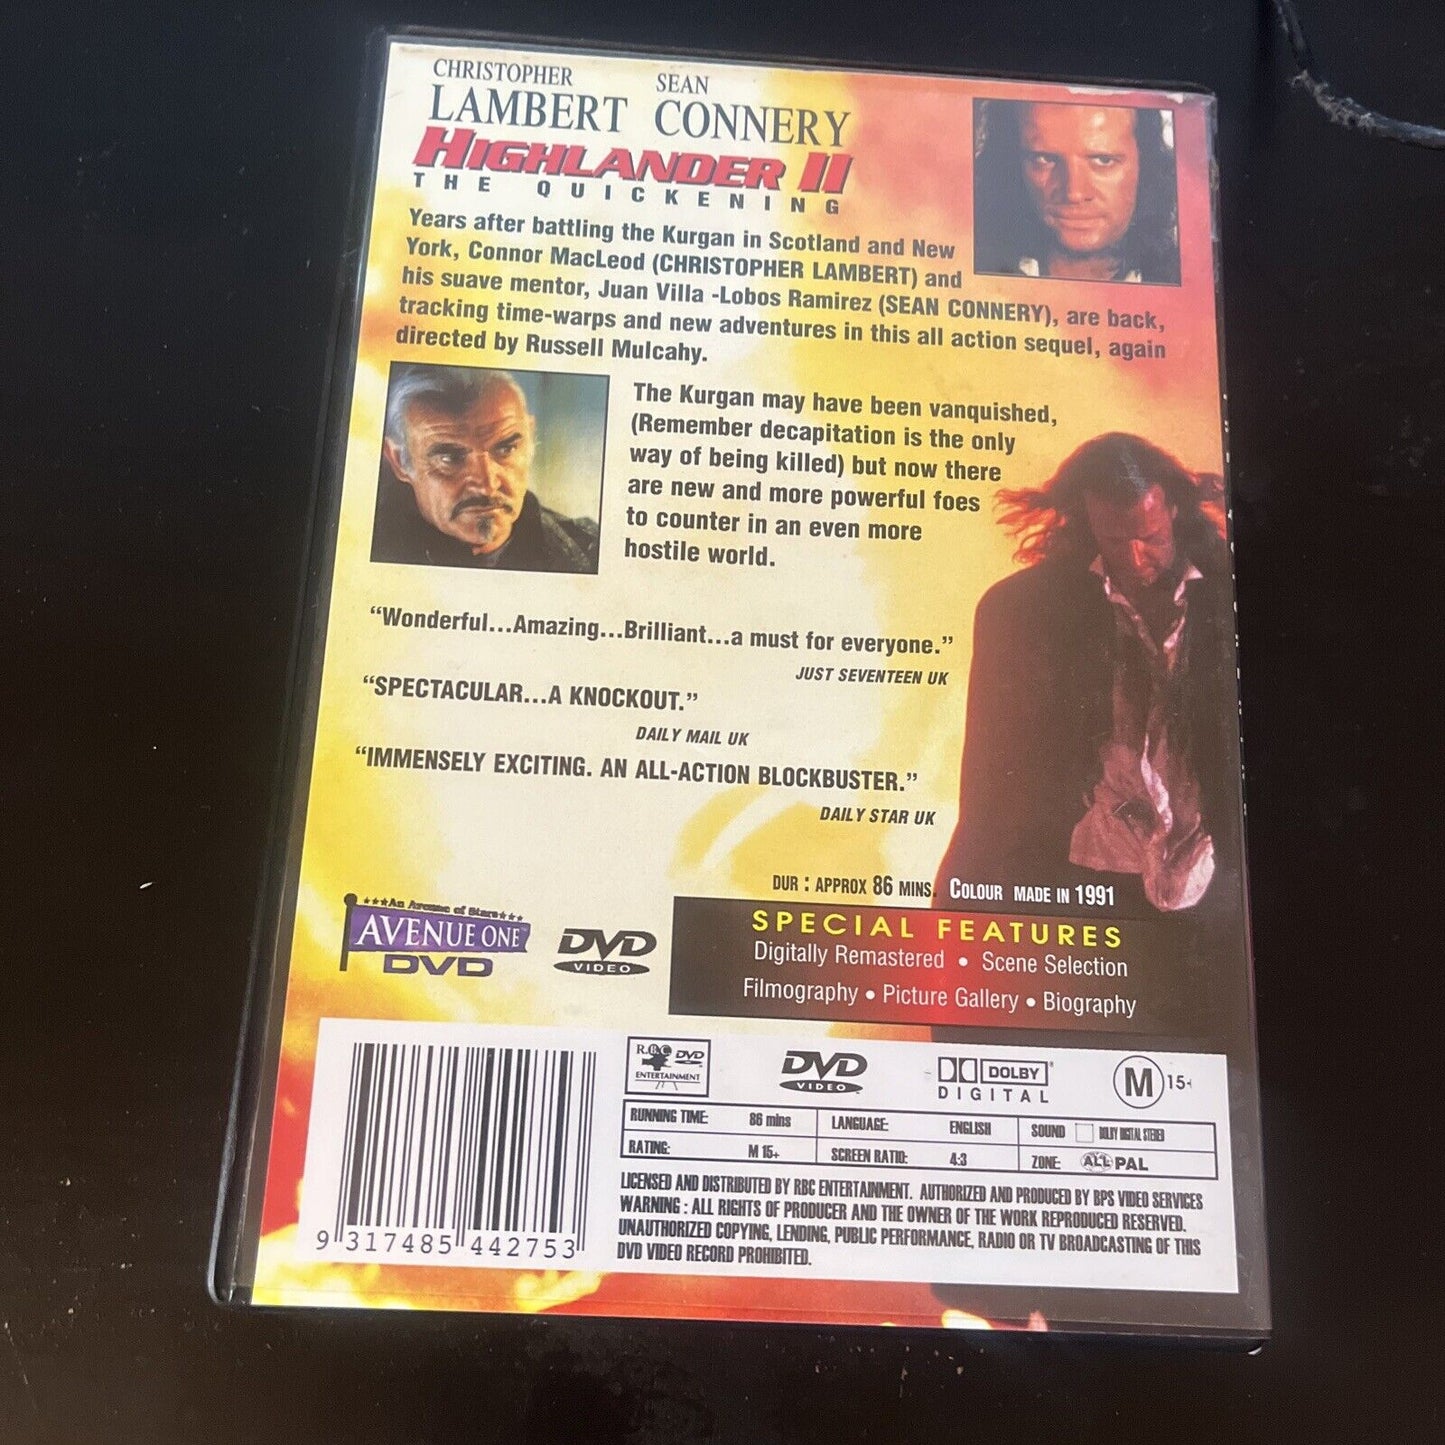 CHRISTOPHER SEAN
LAMBERT CONNERY
HIGHLANDER II
THE QUICKENING
Years after battling the Kurgan in Scotland and New
York, Connor MacLeod (CHRISTOPHER LAMBERT) and
his suave mentor, Juan Villa -Lobos Ramirez (SEAN CONNERY), are back,
tracking time-warps and new adventures in this all action sequel, again
directed by Russell Mulcahy.
The Kurgan may have been vanquished,
(Remember decapitation is the only
way of being killed) but now there
are new and more powerful foes
to counter in an even more
hostile world.
“Wonderful...Amazing...Brilliant...a must for everyone.”
JUST SEVENTEEN UK
“SPECTACULAR...A KNOCKOUT.”
DAILY MAIL UK
“IMMENSELY EXCITING. AN ALL-ACTION BLOCKBUSTER.”
DAILY STAR UK
DUR : APPROX 86 MINS. COLOUR MADE IN 1991
An Avenue of Stars
AVENUE ONE™
DVD
DVD
VIDEO
SPECIAL FEATURES
Digitally Remastered • Scene Selection
Filmography • Picture Gallery • Biography
9 317485 442753
R.B.C DVD
ENTERTAINMENT
DVD
VIDEO
DOLBY®
DIGITAL
M 15+
RUNNING TIME: 86 mins LANGUAGE: ENGLISH SOUND DOLBY DIGITAL STEREO
RATING: M 15+ SCREEN RATIO: 4:3 ZONE: ALL PAL
LICENSED AND DISTRIBUTED BY RBC ENTERTAINMENT. AUTHORIZED AND PRODUCED BY BPS VIDEO SERVICES
WARNING : ALL RIGHTS OF PRODUCER AND THE OWNER OF THE WORK REPRODUCED RESERVED.
UNAUTHORIZED COPYING, LENDING, PUBLIC PERFORMANCE, RADIO OR TV BROADCASTING OF THIS
DVD VIDEO RECORD PROHIBITED.